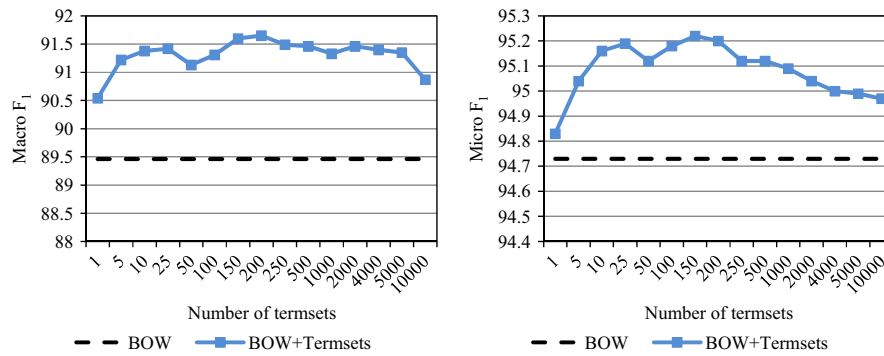 92
91.5
91
90.5
90
89.5
89
88.5
88
Macro F1
1 5 10 25 50 100 150 200 250 500 1000 2000 4000 5000 10000
Number of termsets
BOW BOW+Termsets
95.3
95.2
95.1
95
94.9
94.8
94.7
94.6
94.5
94.4
Micro F1
1 5 10 25 50 100 150 200 250 500 1000 2000 4000 5000 10000
Number of termsets
BOW BOW+Termsets